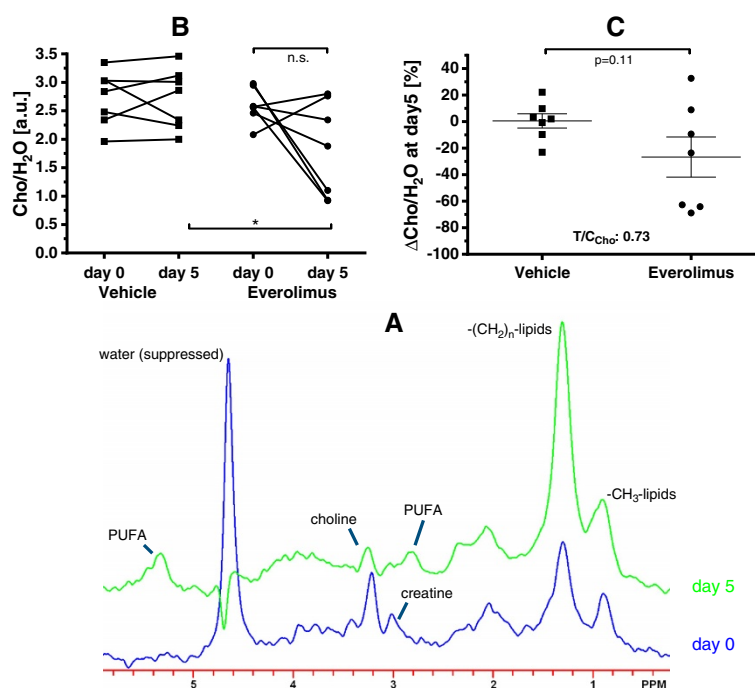 B
C
3.5
3.0
2.5
2.0
1.5
1.0
0.5
0.0
Cho/H2O [a.u.]
n.s.
*
day 0 day 5 day 0 day 5
Vehicle Everolimus
40
20
0
-20
-40
-60
-80
-100
ΔCho/H2O at day5 [%]
p=0.11
T/CCho: 0.73
Vehicle Everolimus
A
water (suppressed)
-(CH2)n-lipids
-CH3-lipids
PUFA
choline
PUFA
creatine
day 5
day 0
5 4 3 2 1 PPM